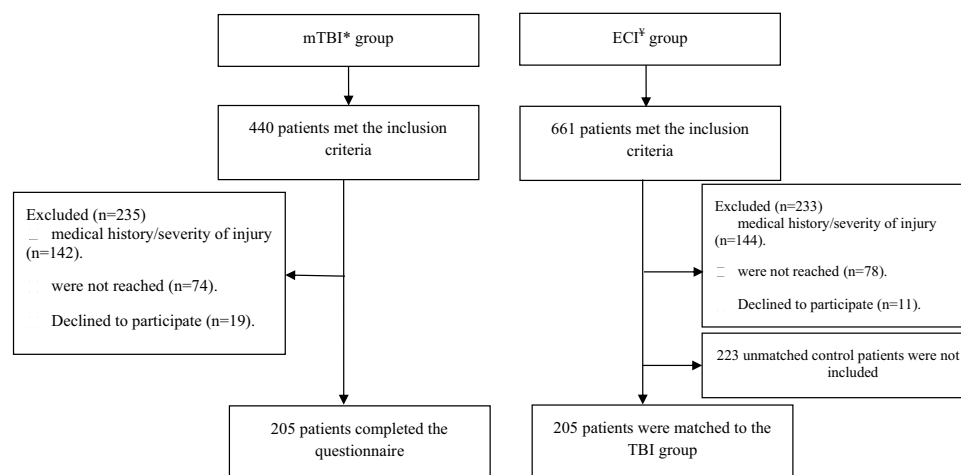 mTBI* group
ECI¥ group
440 patients met the inclusion
criteria
661 patients met the inclusion
criteria
Excluded (n=235)
medical history/severity of injury
(n=142).
were not reached (n=74).
Declined to participate (n=19).
Excluded (n=233)
medical history/severity of injury
(n=144).
were not reached (n=78).
Declined to participate (n=11).
223 unmatched control patients were not
included
205 patients completed the
questionnaire
205 patients were matched to the
TBI group